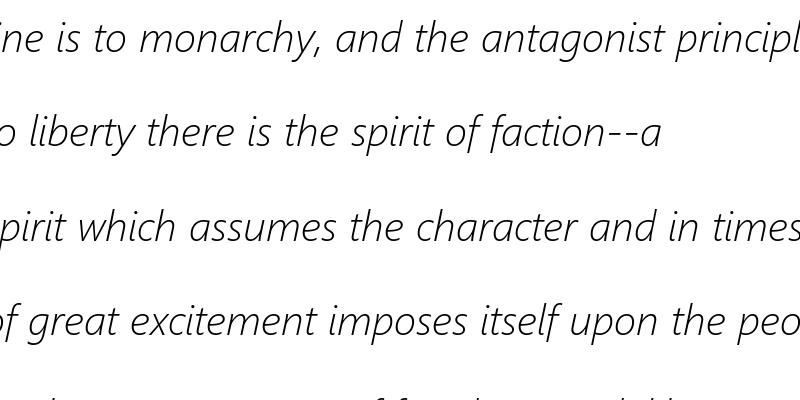 ine is to monarchy, and the antagonist principl
o liberty there is the spirit of faction--a
pirit which assumes the character and in times
of great excitement imposes itself upon the peo